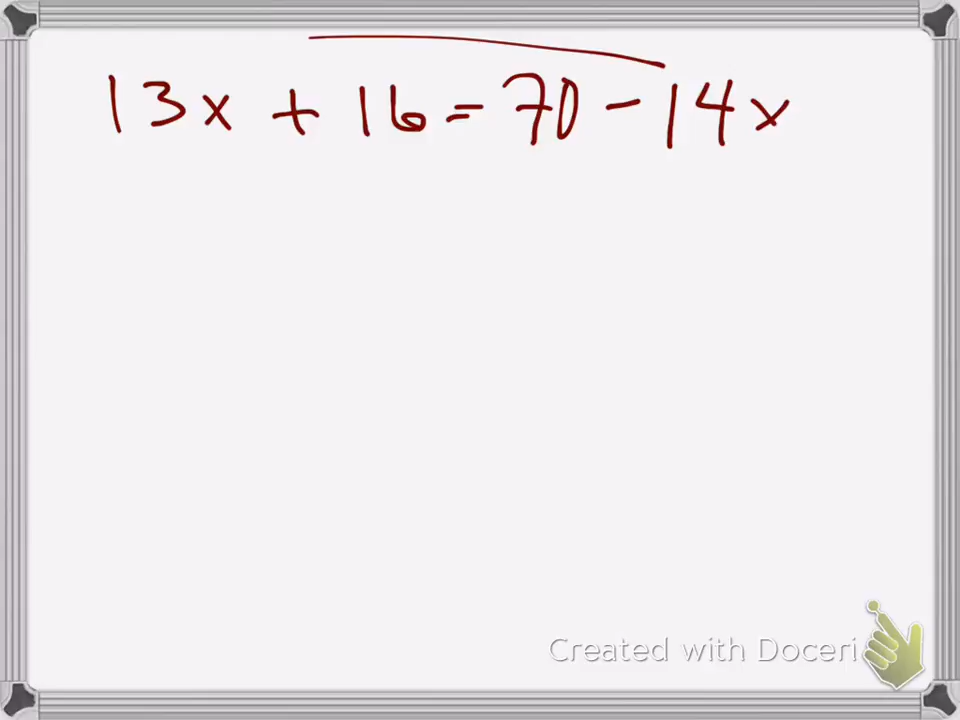 13x + 16 = 70 - 14x
Created with Doceri